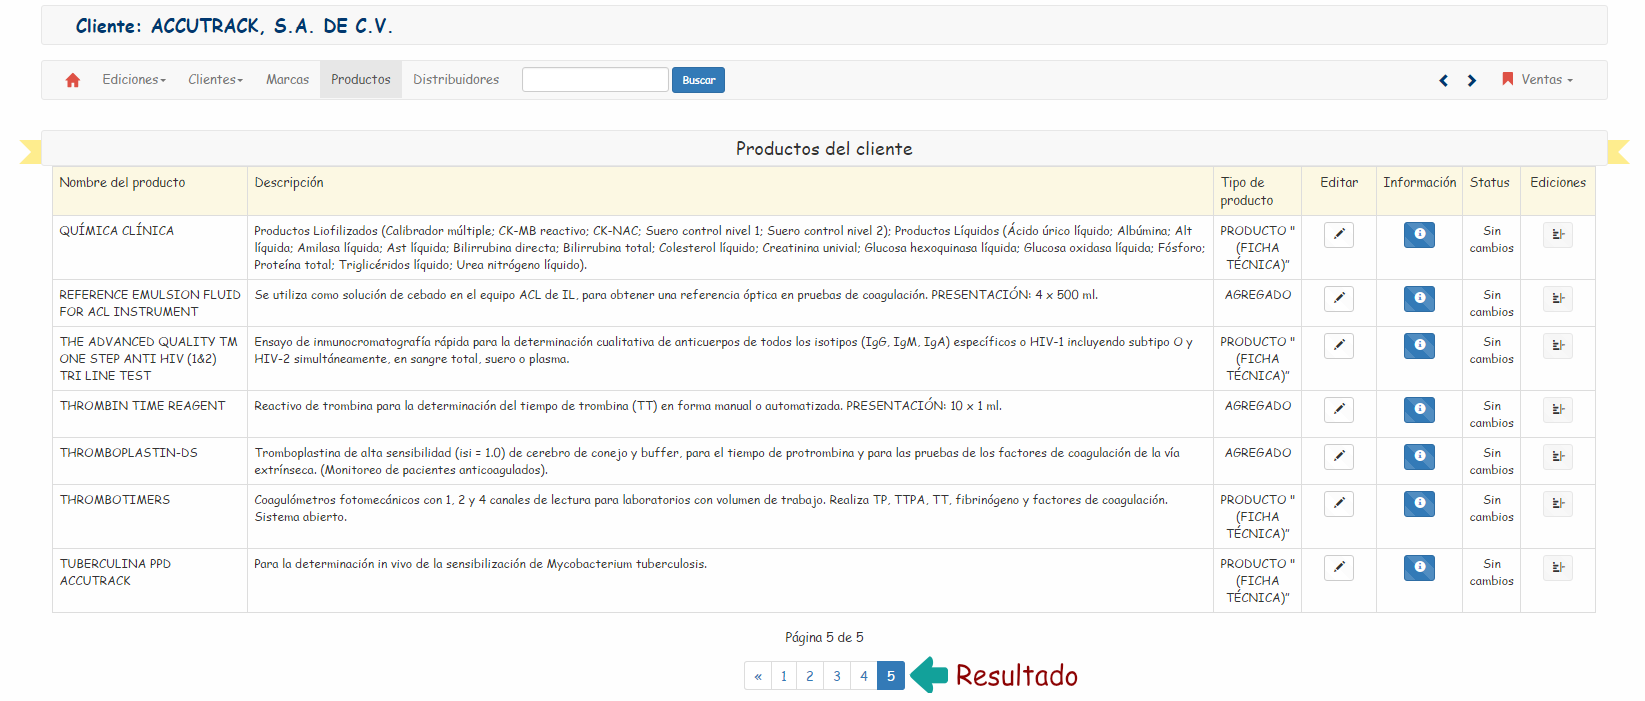 Cliente: ACCUTRACK, S.A. DE C.V.
Ediciones Clientes Marcas Productos Distribuidores Buscar Ventas
Productos del cliente
Nombre del producto Descripción Tipo de producto Editar Información Status Ediciones
QUÍMICA CLÍNICA
Productos Liofilizados (Calibrador múltiple; CK-MB reactivo; CK-NAC; Suero control nivel 1; Suero control nivel 2); Productos Líquidos (Ácido úrico líquido; Albúmina; Alt
líquida; Amilasa líquida; Ast líquida; Bilirrubina directa; Bilirrubina total; Colesterol líquido; Creatinina univial; Glucosa hexoquinasa líquida; Glucosa oxidasa líquida; Fósforo;
Proteína total; Triglicéridos líquido; Urea nitrógeno líquido).
PRODUCTO "
(FICHA
TÉCNICA)"
Sin
cambios
REFERENCE EMULSION FLUID
FOR ACL INSTRUMENT
Se utiliza como solución de cebado en el equipo ACL de IL, para obtener una referencia óptica en pruebas de coagulación. PRESENTACIÓN: 4 x 500 ml.
AGREGADO
Sin
cambios
THE ADVANCED QUALITY TM
ONE STEP ANTI HIV (1&2)
TRI LINE TEST
Ensayo de inmunocromatografía rápida para la determinación cualitativa de anticuerpos de todos los isotipos (IgG, IgM, IgA) específicos o HIV-1 incluyendo subtipo O y
HIV-2 simultáneamente, en sangre total, suero o plasma.
PRODUCTO "
(FICHA
TÉCNICA)"
Sin
cambios
THROMBIN TIME REAGENT
Reactivo de trombina para la determinación del tiempo de trombina (TT) en forma manual o automatizada. PRESENTACIÓN: 10 x 1 ml.
AGREGADO
Sin
cambios
THROMBOPLASTIN-DS
Tromboplastina de alta sensibilidad (isi = 1.0) de cerebro de conejo y buffer, para el tiempo de protrombina y para las pruebas de los factores de coagulación de la vía
extrínseca. (Monitoreo de pacientes anticoagulados).
AGREGADO
Sin
cambios
THROMBOTIMERS
Coagulómetros fotomecánicos con 1, 2 y 4 canales de lectura para laboratorios con volumen de trabajo. Realiza TP, TTPA, TT, fibrinógeno y factores de coagulación.
Sistema abierto.
PRODUCTO "
(FICHA
TÉCNICA)"
Sin
cambios
TUBERCULINA PPD
ACCUTRACK
Para la determinación in vivo de la sensibilización de Mycobacterium tuberculosis.
PRODUCTO "
(FICHA
TÉCNICA)"
Sin
cambios
Página 5 de 5
« 1 2 3 4 5 Resultado